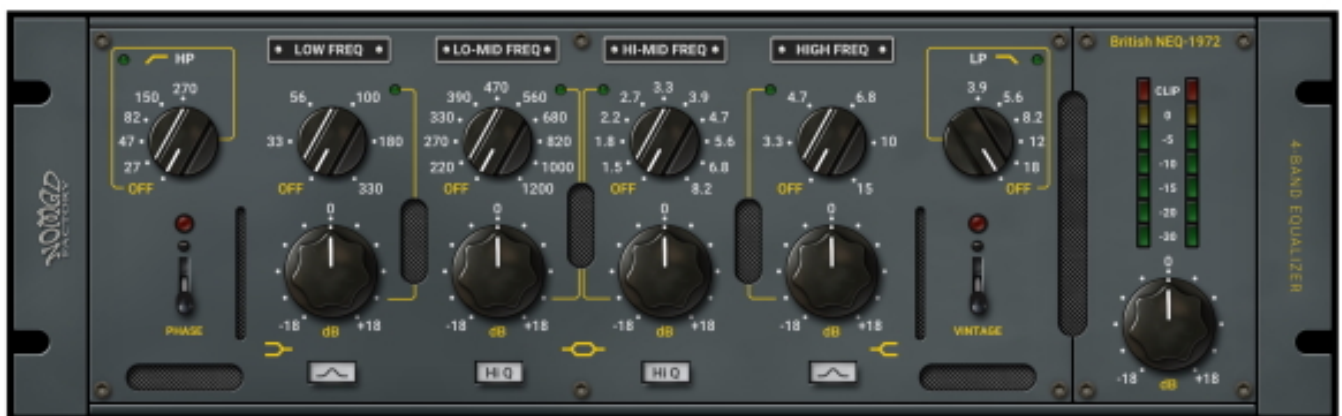 LOW FREQ
LO-MID FREQ
HI-MID FREQ
HIGH FREQ
British NEQ-1972
HP
27 47 82 150 270
OFF
33 56 100 180 330
OFF
220 270 330 390 470 560 680 820 1000 1200
1.5 1.8 2.2 2.7 3.3 3.9 4.7 5.6 6.8 8.2
3.3 4.7 6.8 10 15
OFF
LP
3.9 5.6 8.2 12 18
OFF
CLIP
0
-5
-10
-15
-20
-30
NOMAD
FACTORY
4-BAND EQUALIZER
PHASE
0
-18 dB +18
0
-18 dB +18
HI Q
0
-18 dB +18
HI Q
0
-18 dB +18
VINTAGE
0
-18 dB +18